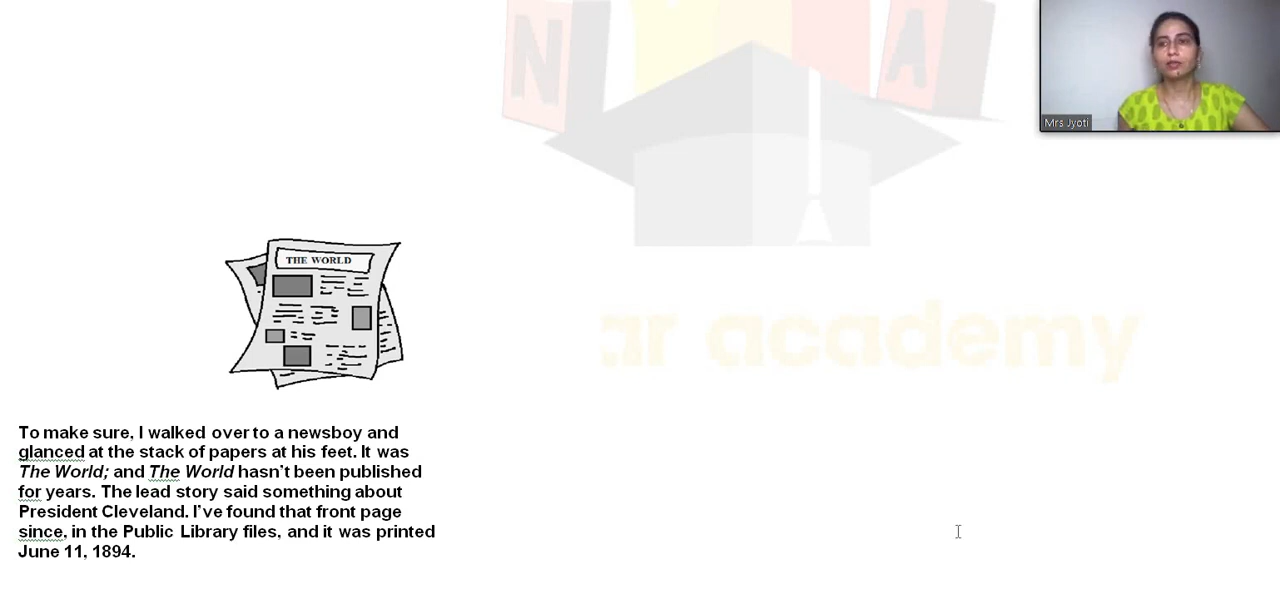 N
A
Mrs Jyoti
THE WORLD
ar academy
To make sure, I walked over to a newsboy and
glanced at the stack of papers at his feet. It was
The World; and The World hasn't been published
for years. The lead story said something about
President Cleveland. I've found that front page
since, in the Public Library files, and it was printed
June 11, 1894.